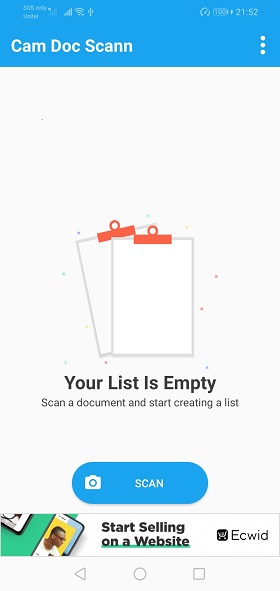 SOS only
Unitel
100
21:52
Cam Doc Scann
Your List Is Empty
Scan a document and start creating a list
SCAN
Start Selling
on a Website
Ecwid